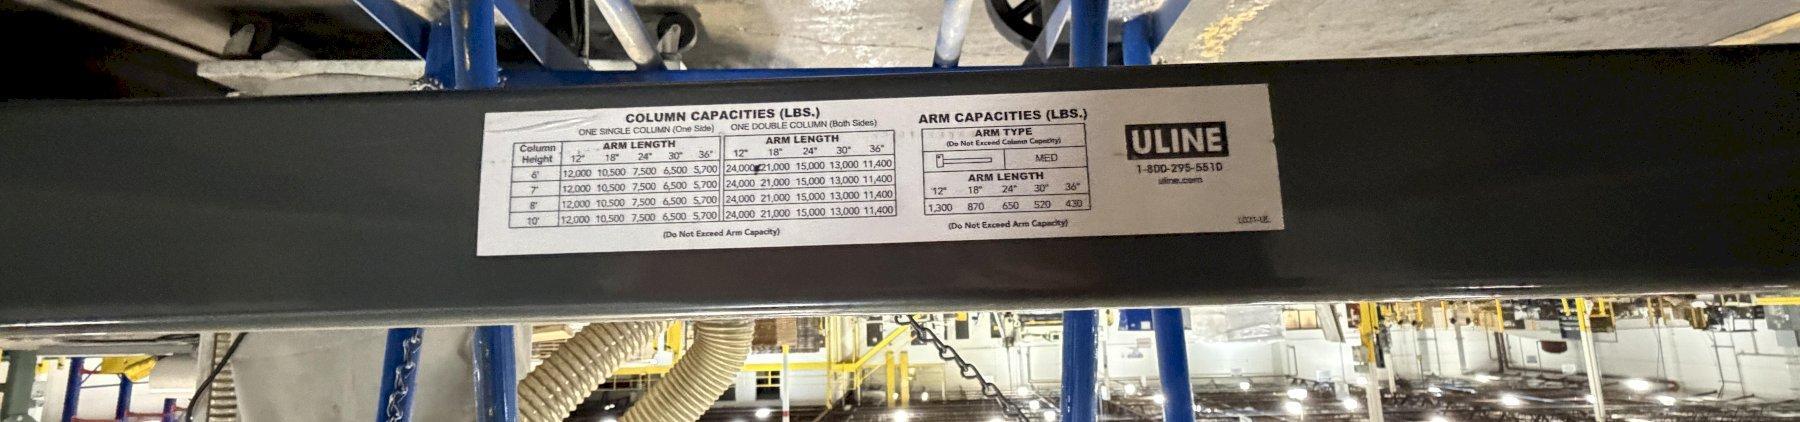 COLUMN CAPACITIES (LBS.)
ONE SINGLE COLUMN (One Side) ONE DOUBLE COLUMN (Both Sides)
Column Height ARM LENGTH ARM LENGTH
12" 18" 24" 30" 36" 12" 18" 24" 30" 36"
6' 12,000 10,500 7,500 6,500 5,700 24,000 21,000 15,000 13,000 11,400
7' 12,000 10,500 7,500 6,500 5,700 24,000 21,000 15,000 13,000 11,400
8' 12,000 10,500 7,500 6,500 5,700 24,000 21,000 15,000 13,000 11,400
10' 12,000 10,500 7,500 6,500 5,700 24,000 21,000 15,000 13,000 11,400
(Do Not Exceed Arm Capacity)
ARM CAPACITIES (LBS.)
ARM TYPE
(Do Not Exceed Column Capacity)
MED
ARM LENGTH
12" 18" 24" 30" 36"
1,300 870 650 520 430
(Do Not Exceed Arm Capacity)
ULINE
1-800-295-5510
uline.com